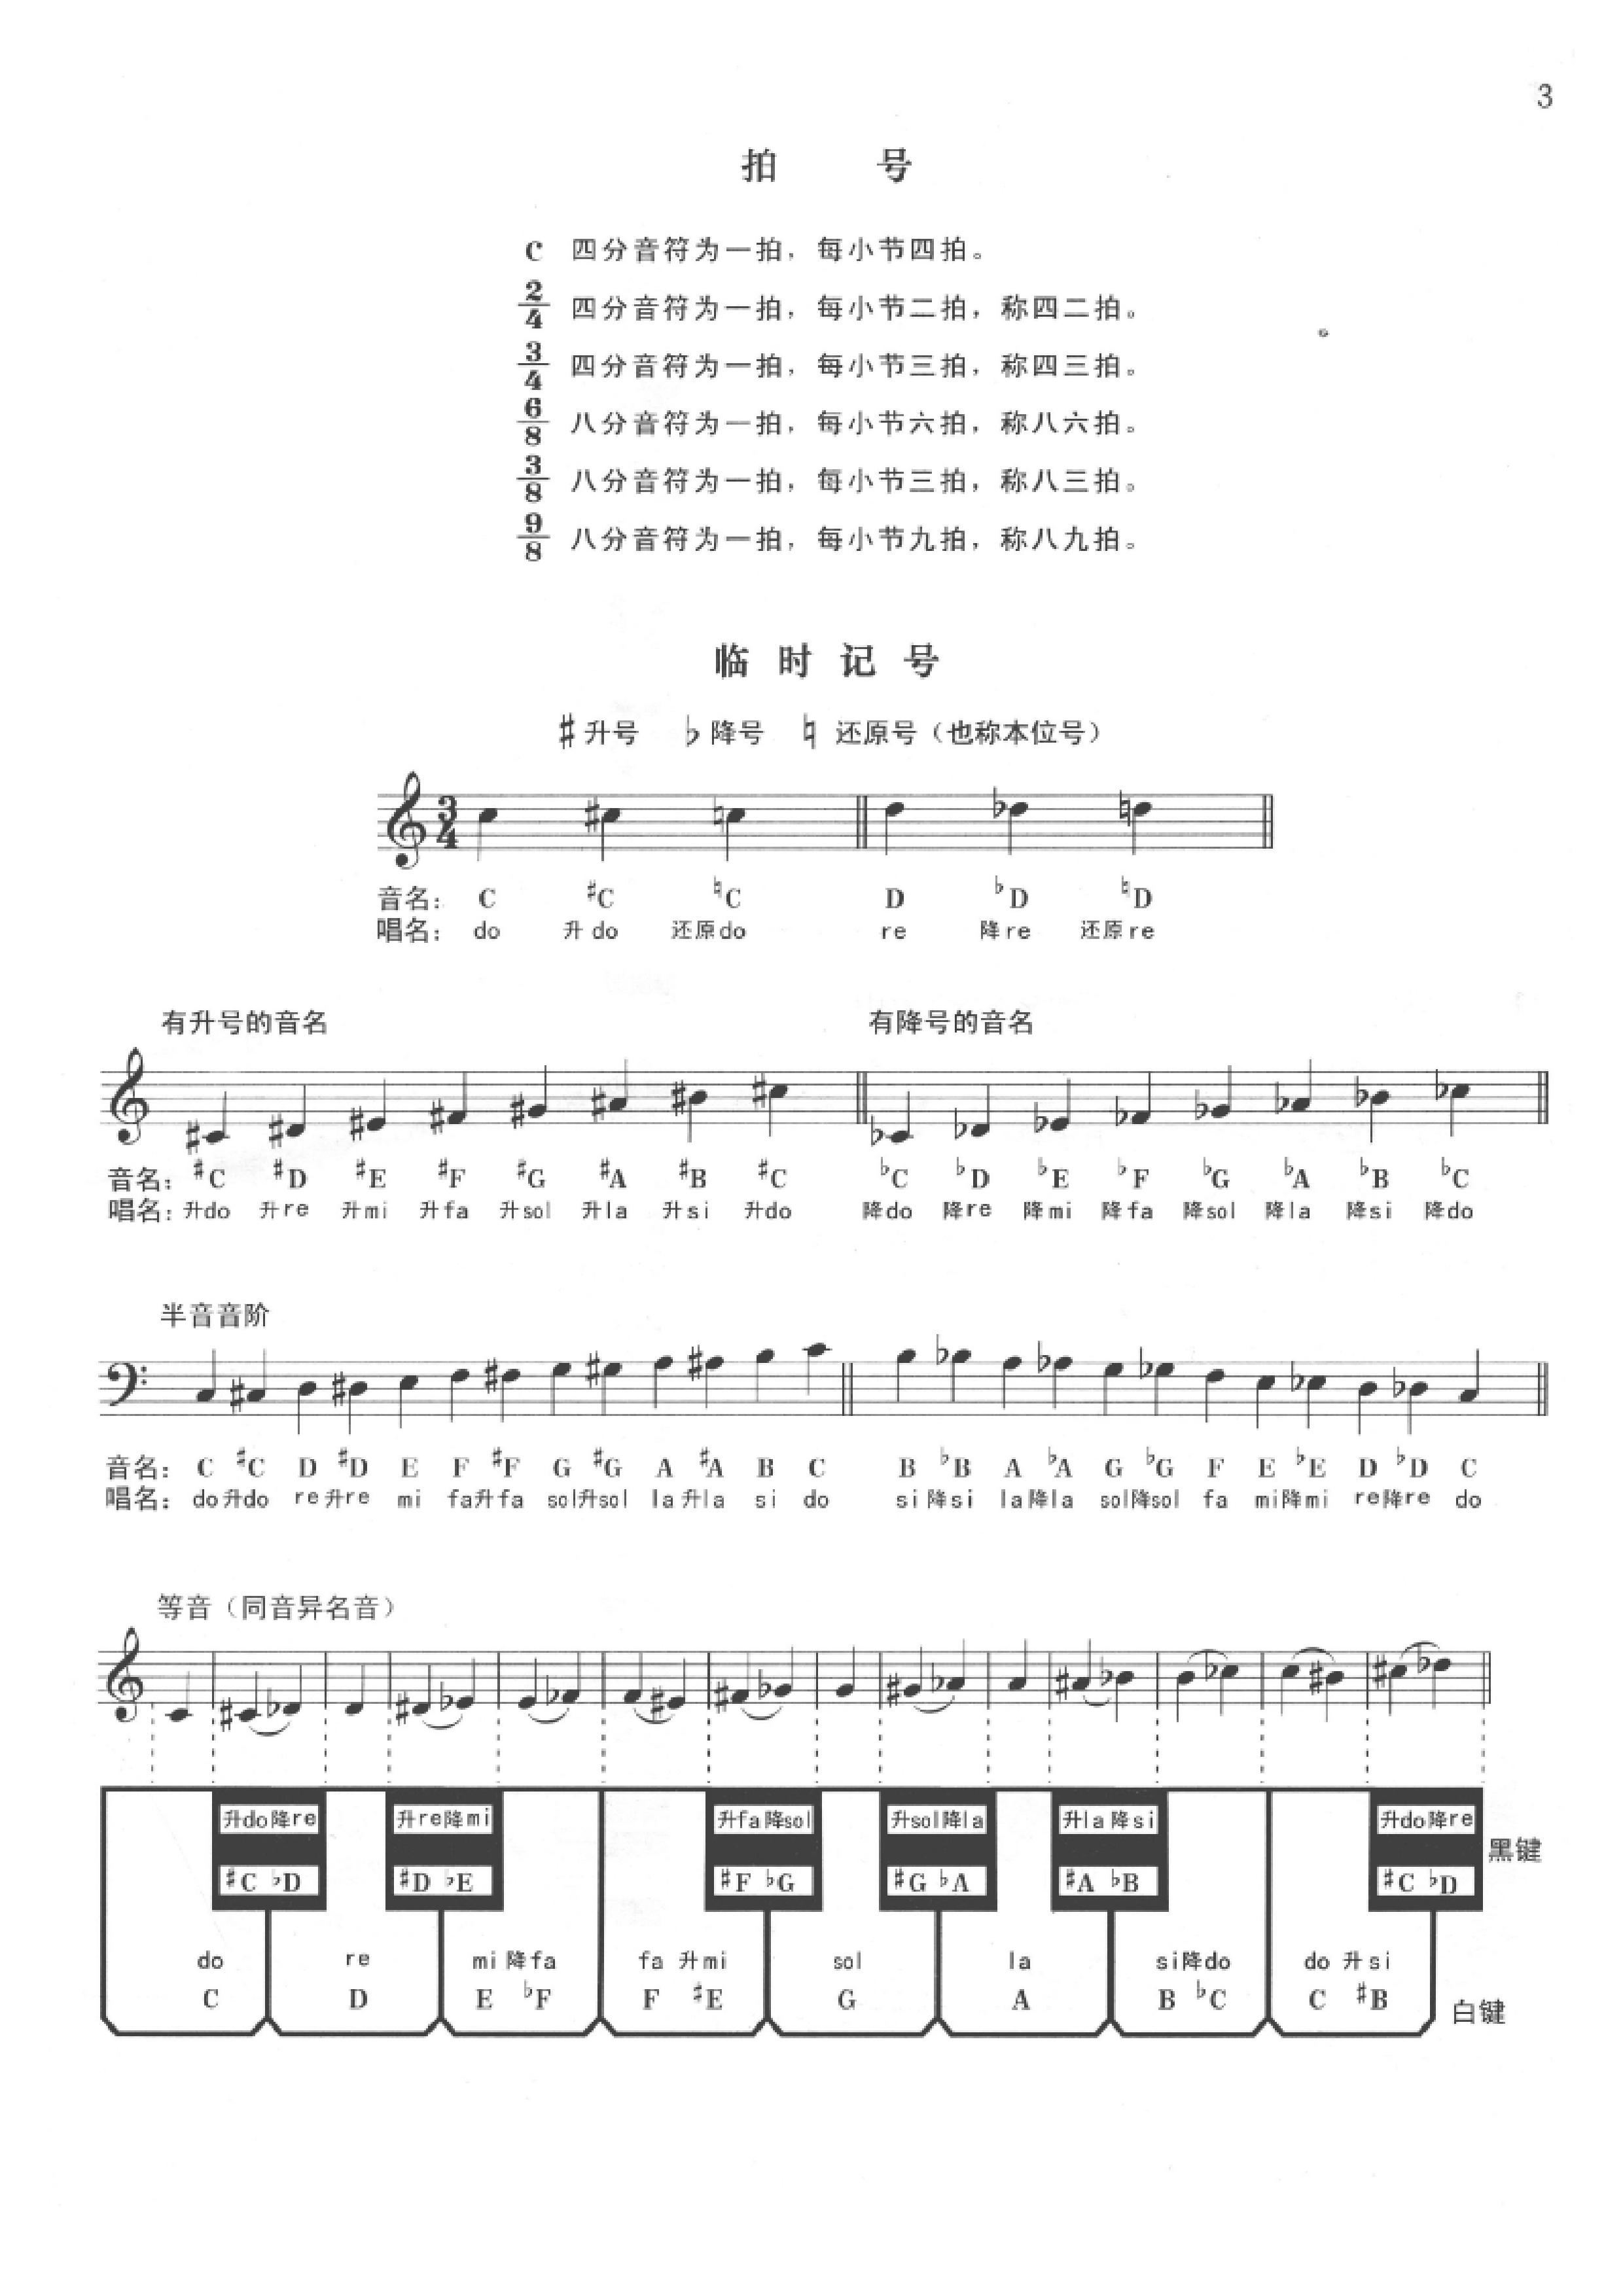 3
拍 号
C 四分音符为一拍，每小节四拍。
2/4 四分音符为一拍，每小节二拍，称四二拍。
3/4 四分音符为一拍，每小节三拍，称四三拍。
6/8 八分音符为一拍，每小节六拍，称八六拍。
3/8 八分音符为一拍，每小节三拍，称八三拍。
9/8 八分音符为一拍，每小节九拍，称八九拍。
临时记号
♯升号 ♭降号 ♮ 还原号（也称本位号）
3/4
音名： C ♯C ♮C D ♭D ♮D
唱名： do 升do 还原do re 降re 还原re
有升号的音名 有降号的音名
音名： ♯C ♯D ♯E ♯F ♯G ♯A ♯B ♯C ♭C ♭D ♭E ♭F ♭G ♭A ♭B ♭C
唱名：升do 升re 升mi 升fa 升sol 升la 升si 升do 降do 降re 降mi 降fa 降sol 降la 降si 降do
半音音阶
音名： C ♯C D ♯D E F ♯F G ♯G A ♯A B C B ♭B A ♭A G ♭G F E ♭E D ♭D C
唱名： do升do re升re mi fa升fa sol升sol la升la si do si降si la降la sol降sol fa mi降mi re降re do
等音（同音异名音）
升do降re 升re降mi 升fa降sol 升sol降la 升la降si 升do降re
黑键
♯C ♭D ♯D ♭E ♯F ♭G ♯G ♭A ♯A ♭B ♯C ♭D
do re mi降fa fa升mi sol la si降do do升si
C D E ♭F F ♯E G A B ♭C C ♯B
白键